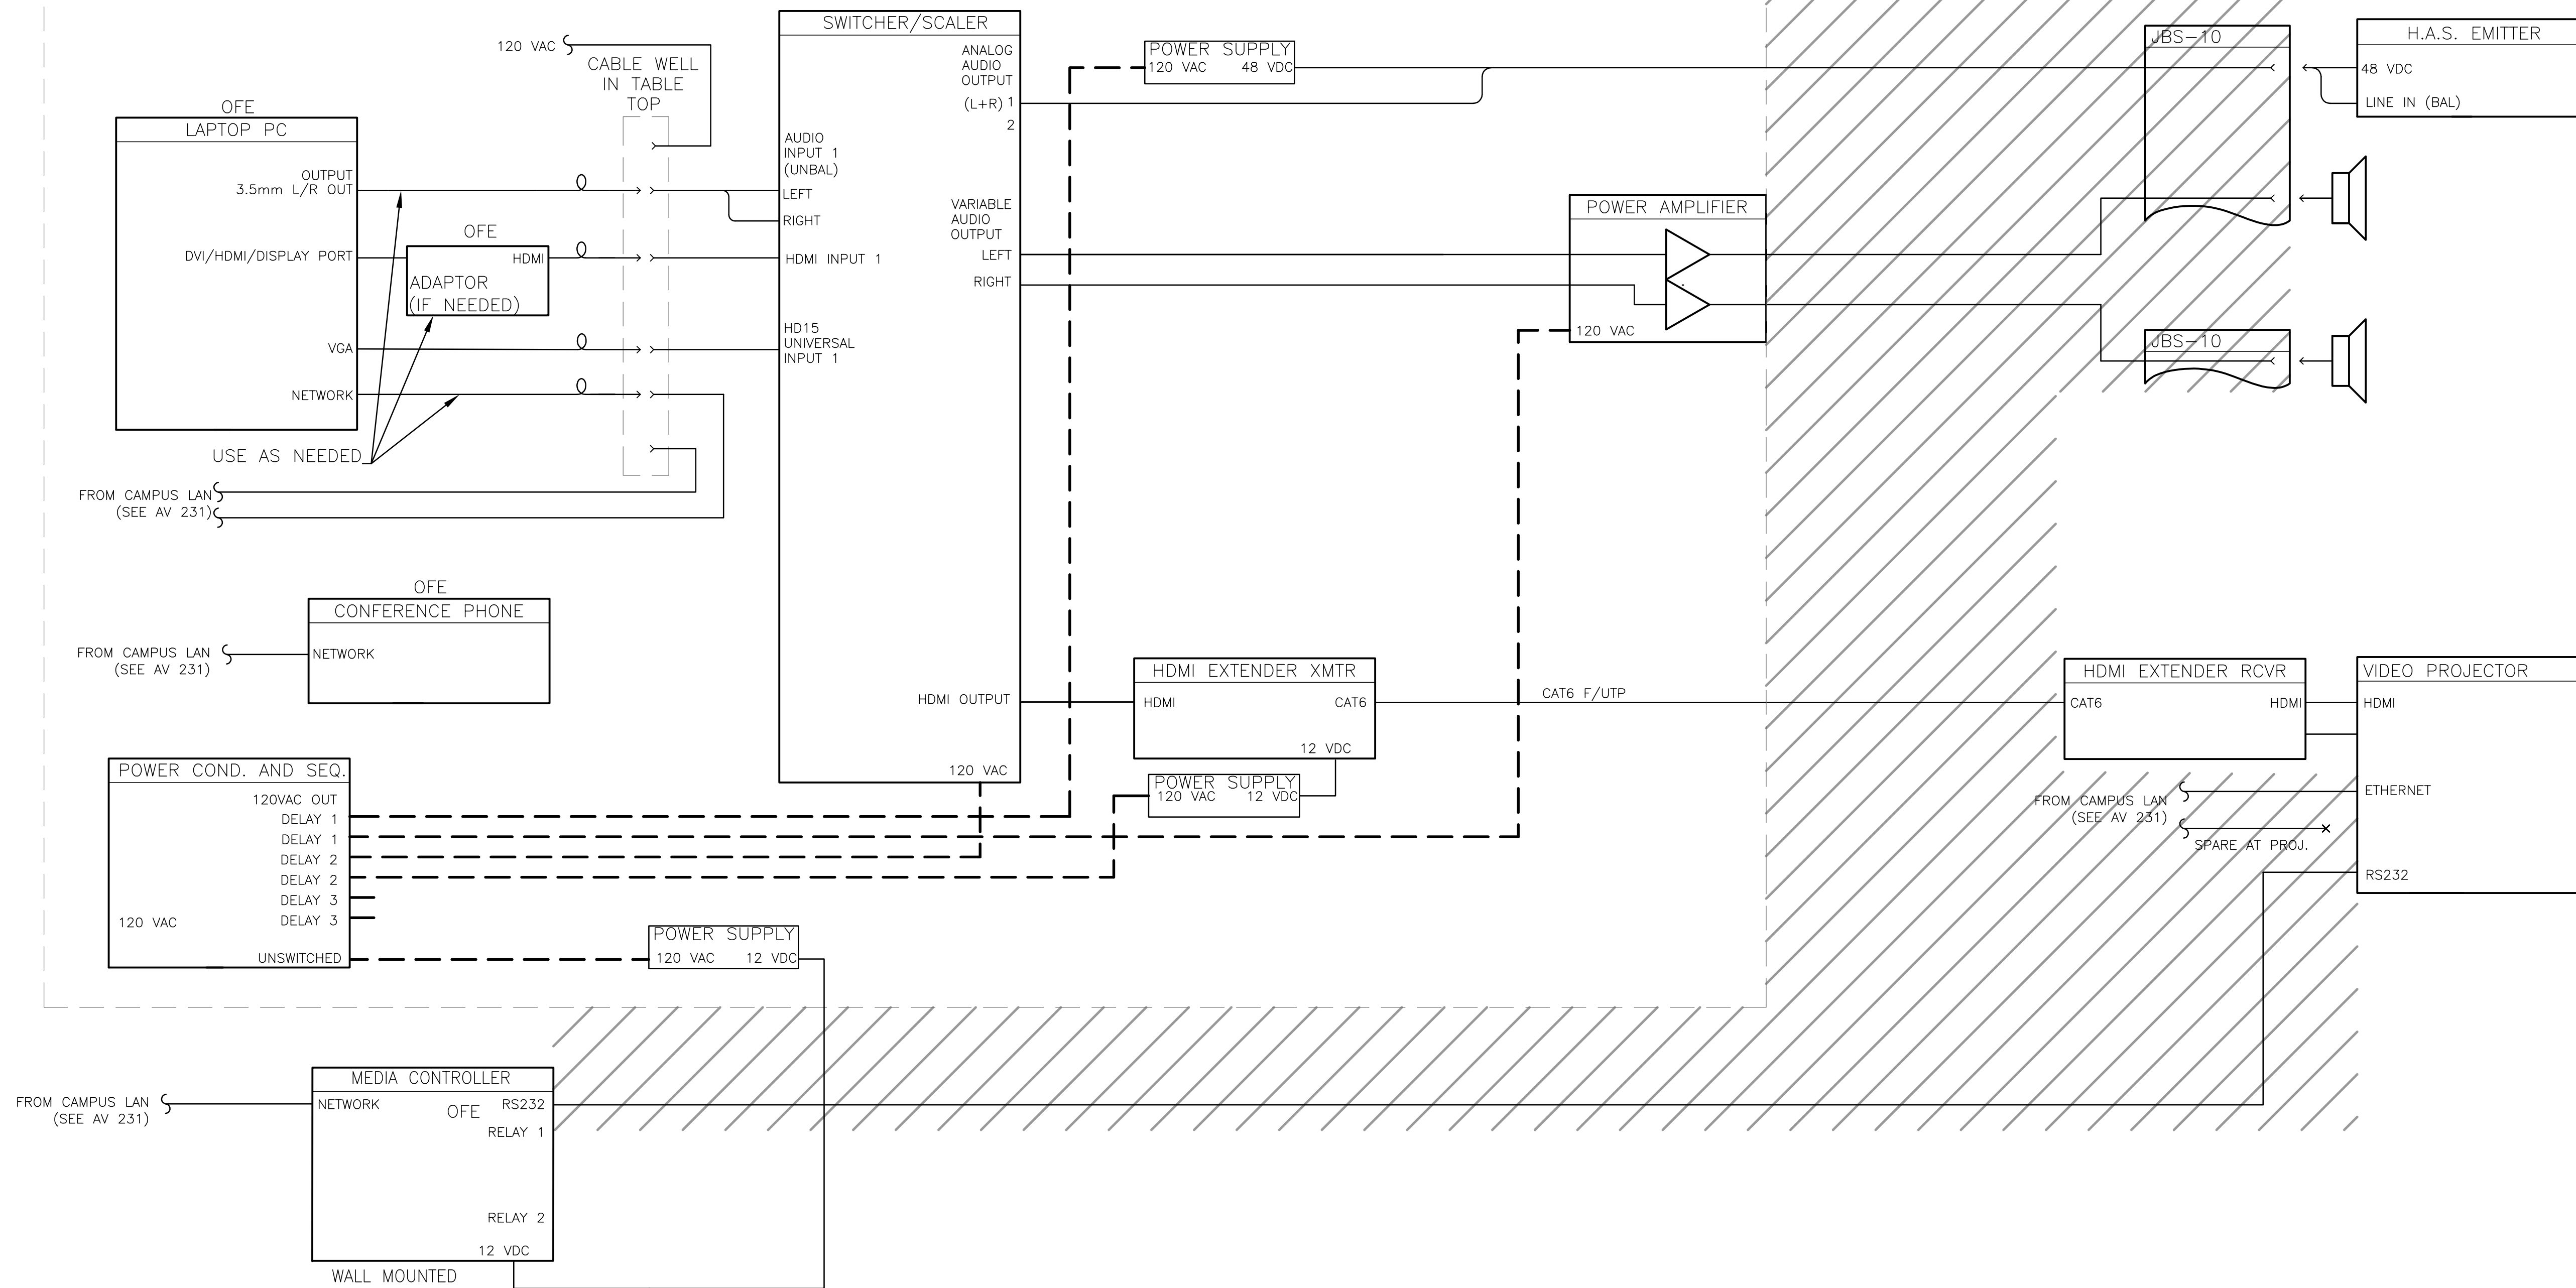 120 VAC
CABLE WELL
IN TABLE
TOP
OFE
LAPTOP PC
OUTPUT
3.5mm L/R OUT
DVI/HDMI/DISPLAY PORT
VGA
NETWORK
OFE
HDMI
ADAPTOR
(IF NEEDED)
USE AS NEEDED
FROM CAMPUS LAN
(SEE AV 231)
SWITCHER/SCALER
ANALOG
AUDIO
OUTPUT
(L+R) 1
2
AUDIO
INPUT 1
(UNBAL)
LEFT
RIGHT
HDMI INPUT 1
HD15
UNIVERSAL
INPUT 1
VARIABLE
AUDIO
OUTPUT
LEFT
RIGHT
HDMI OUTPUT
120 VAC
POWER SUPPLY
120 VAC 48 VDC
POWER AMPLIFIER
120 VAC
JBS-10
H.A.S. EMITTER
48 VDC
LINE IN (BAL)
JBS-10
OFE
CONFERENCE PHONE
NETWORK
FROM CAMPUS LAN
(SEE AV 231)
HDMI EXTENDER XMTR
HDMI CAT6
12 VDC
POWER SUPPLY
120 VAC 12 VDC
CAT6 F/UTP
HDMI EXTENDER RCVR
CAT6 HDMI
VIDEO PROJECTOR
HDMI
ETHERNET
RS232
FROM CAMPUS LAN
(SEE AV 231)
SPARE AT PROJ.
POWER COND. AND SEQ.
120VAC OUT
DELAY 1
DELAY 1
DELAY 2
DELAY 2
DELAY 3
DELAY 3
120 VAC
UNSWITCHED
POWER SUPPLY
120 VAC 12 VDC
MEDIA CONTROLLER
NETWORK
OFE
RS232
RELAY 1
RELAY 2
12 VDC
WALL MOUNTED
FROM CAMPUS LAN
(SEE AV 231)